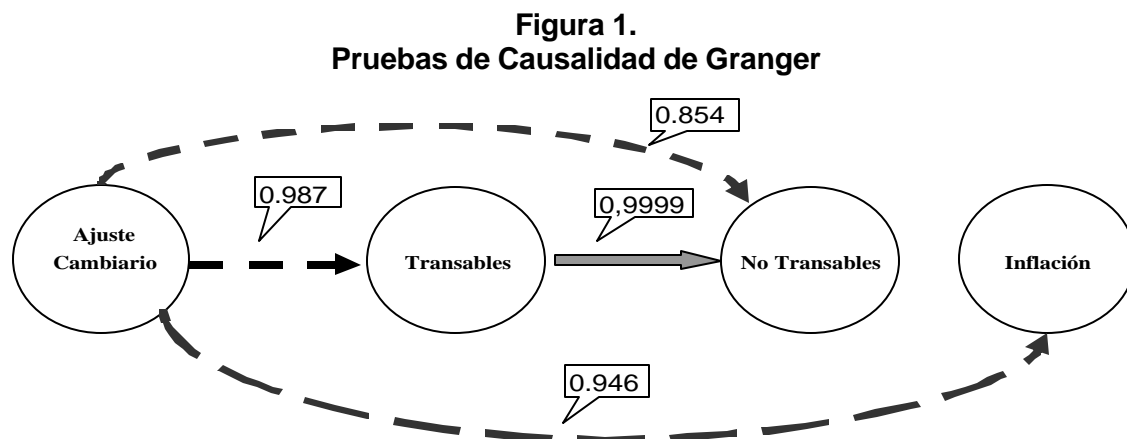 Figura 1.
Pruebas de Causalidad de Granger
0.854
0.987
0,9999
Ajuste
Cambiario
Transables
No Transables
Inflación
0.946